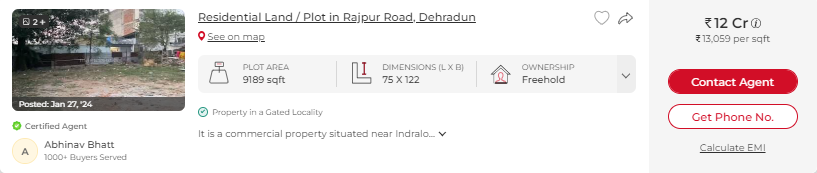 2+
Posted: Jan 27, '24
Certified Agent
A
Abhinav Bhatt
1000+ Buyers Served
Residential Land / Plot in Rajpur Road, Dehradun
See on map
PLOT AREA
9189 sqft
DIMENSIONS (L X B)
75 X 122
OWNERSHIP
Freehold
Property in a Gated Locality
It is a commercial property situated near Indralo...
₹12 Cr
₹13,059 per sqft
Contact Agent
Get Phone No.
Calculate EMI